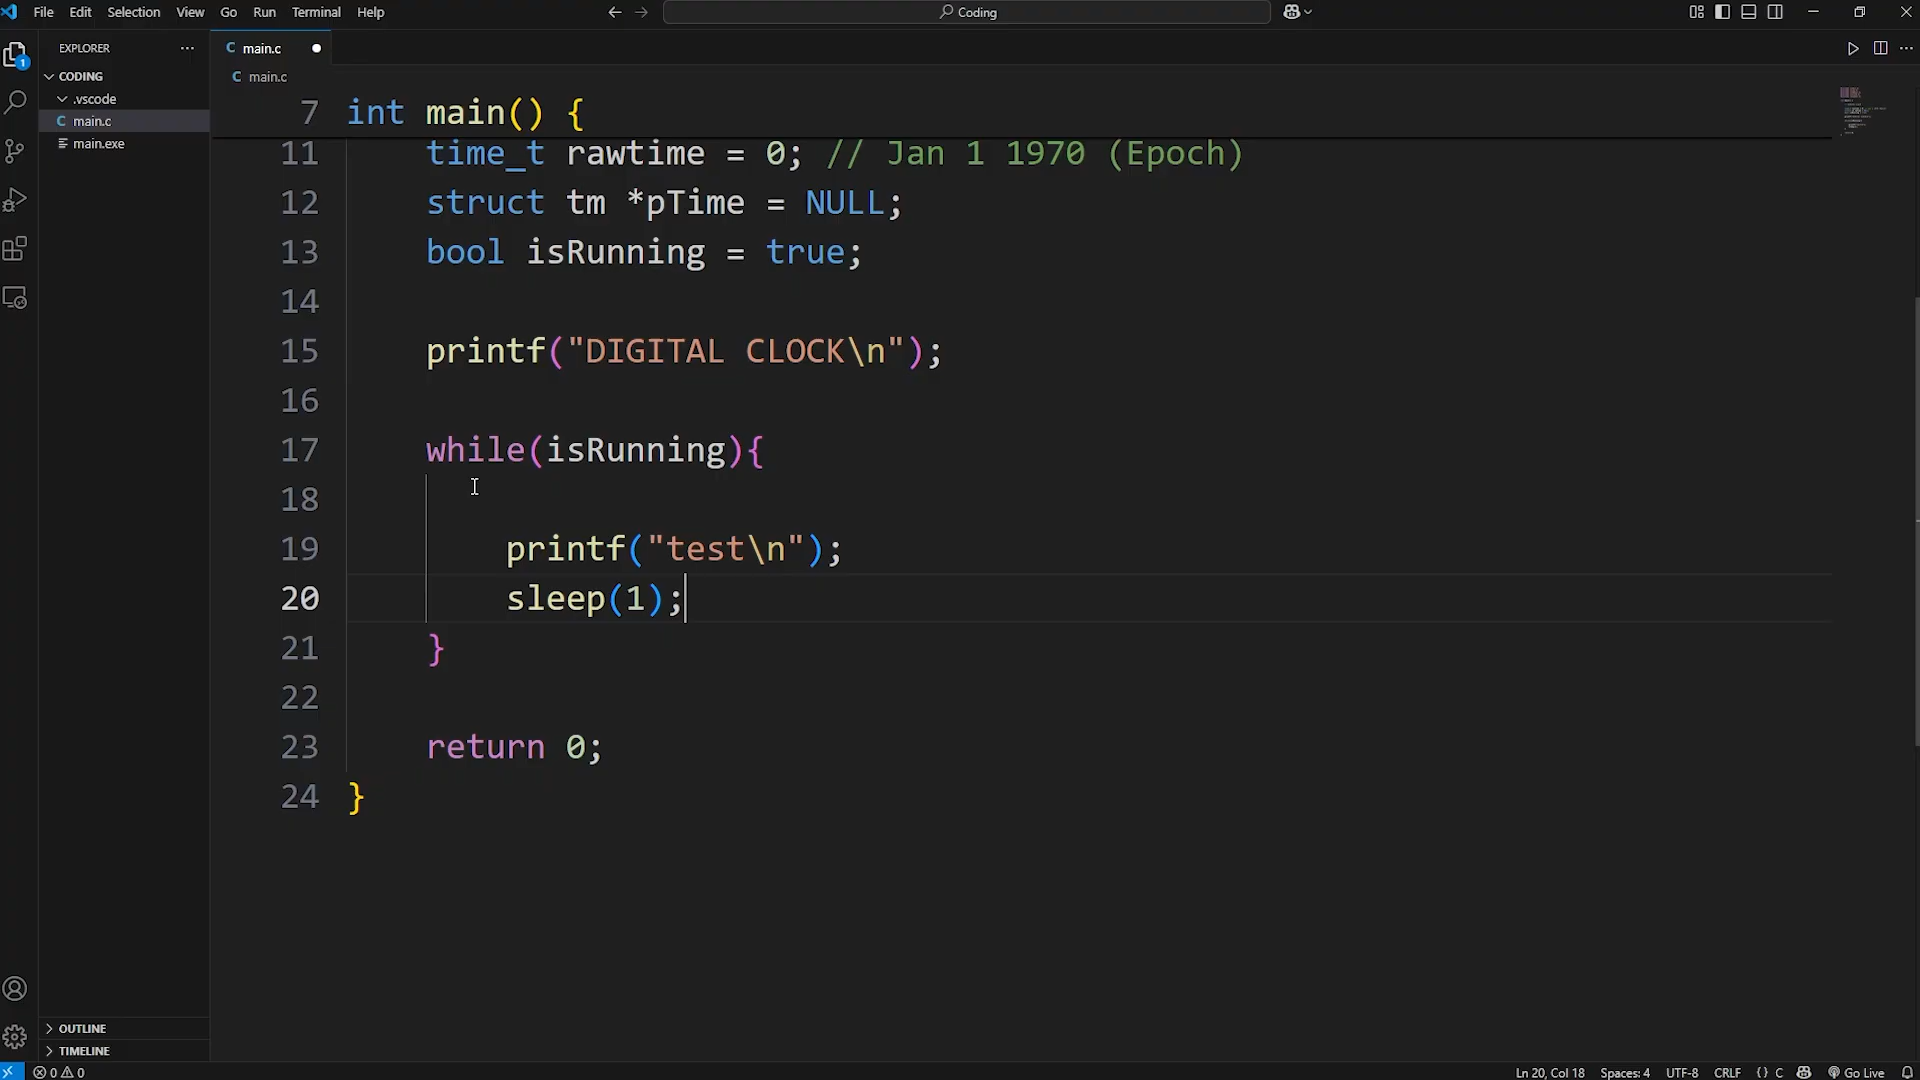 File Edit Selection View Go Run Terminal Help
Coding
EXPLORER
main.c
CODING
.vscode
main.c
main.exe
main.c
7 int main() {
11 time_t rawtime = 0; // Jan 1 1970 (Epoch)
12 struct tm *pTime = NULL;
13 bool isRunning = true;
14
15 printf("DIGITAL CLOCK\n");
16
17 while(isRunning){
18
19 printf("test\n");
20 sleep(1);
21 }
22
23 return 0;
24 }
OUTLINE
TIMELINE
0 0
Ln 20, Col 18 Spaces: 4 UTF-8 CRLF {} C Go Live
1